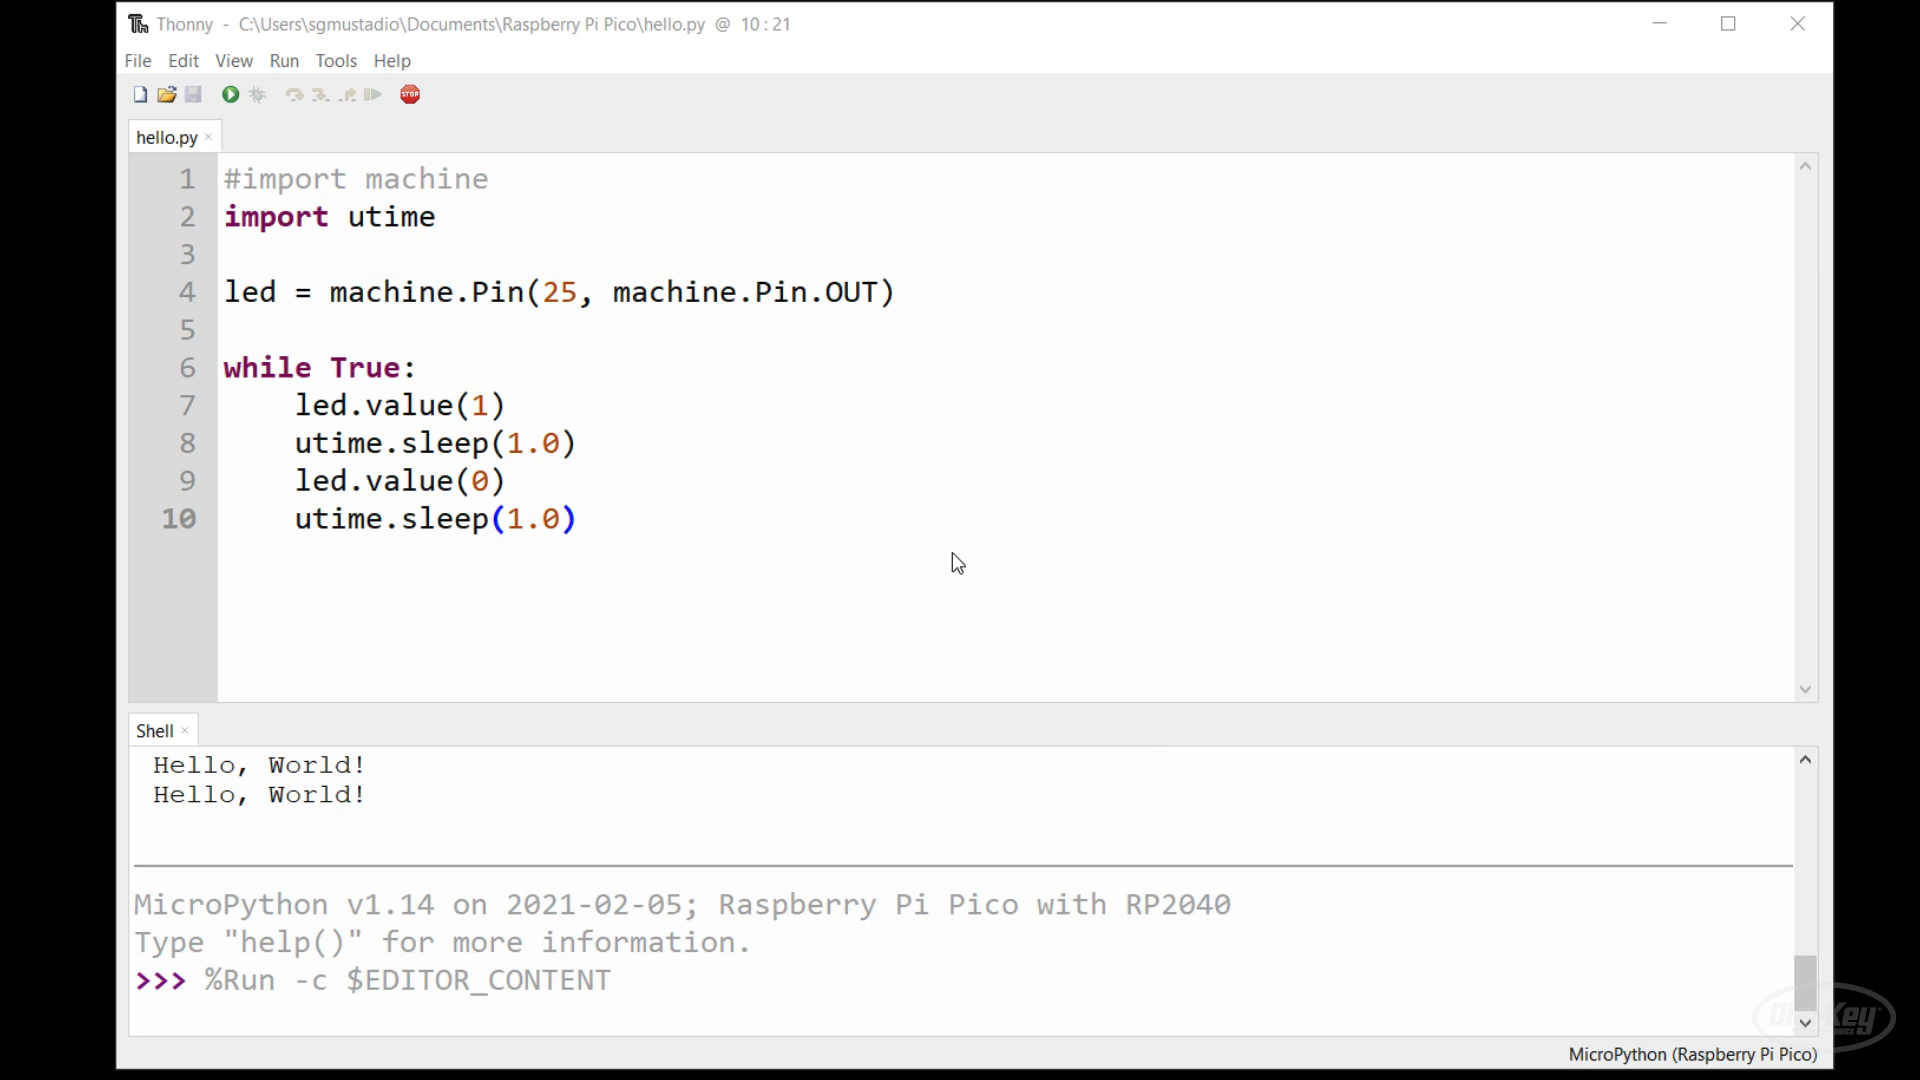 Thonny - C:\Users\sgmustadio\Documents\Raspberry Pi Pico\hello.py @ 10:21
File Edit View Run Tools Help
STOP
hello.py ×
1 #import machine
2 import utime
3
4 led = machine.Pin(25, machine.Pin.OUT)
5
6 while True:
7     led.value(1)
8     utime.sleep(1.0)
9     led.value(0)
10     utime.sleep(1.0)
Shell ×
Hello, World!
Hello, World!
MicroPython v1.14 on 2021-02-05; Raspberry Pi Pico with RP2040
Type "help()" for more information.
>>> %Run -c $EDITOR_CONTENT
MicroPython (Raspberry Pi Pico)